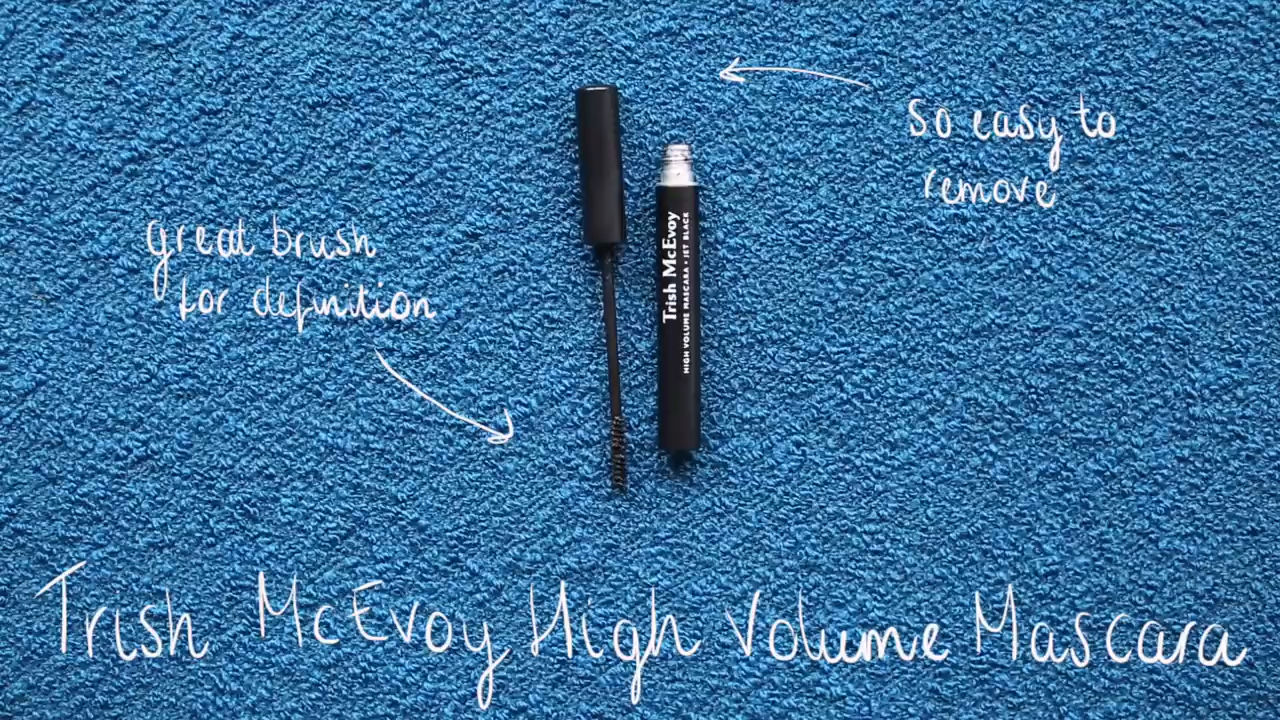 so easy to
remove
great brush
for definition
Trish McEvoy
HIGH VOLUME MASCARA • JET BLACK
Trish McEvoy High Volume Mascara